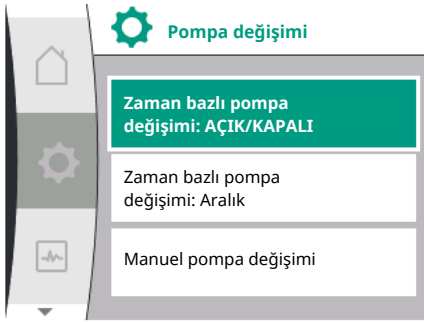 Pompa değişimi
Zaman bazlı pompa
değişimi: AÇIK/KAPALI
Zaman bazlı pompa
değişimi: Aralık
Manuel pompa değişimi